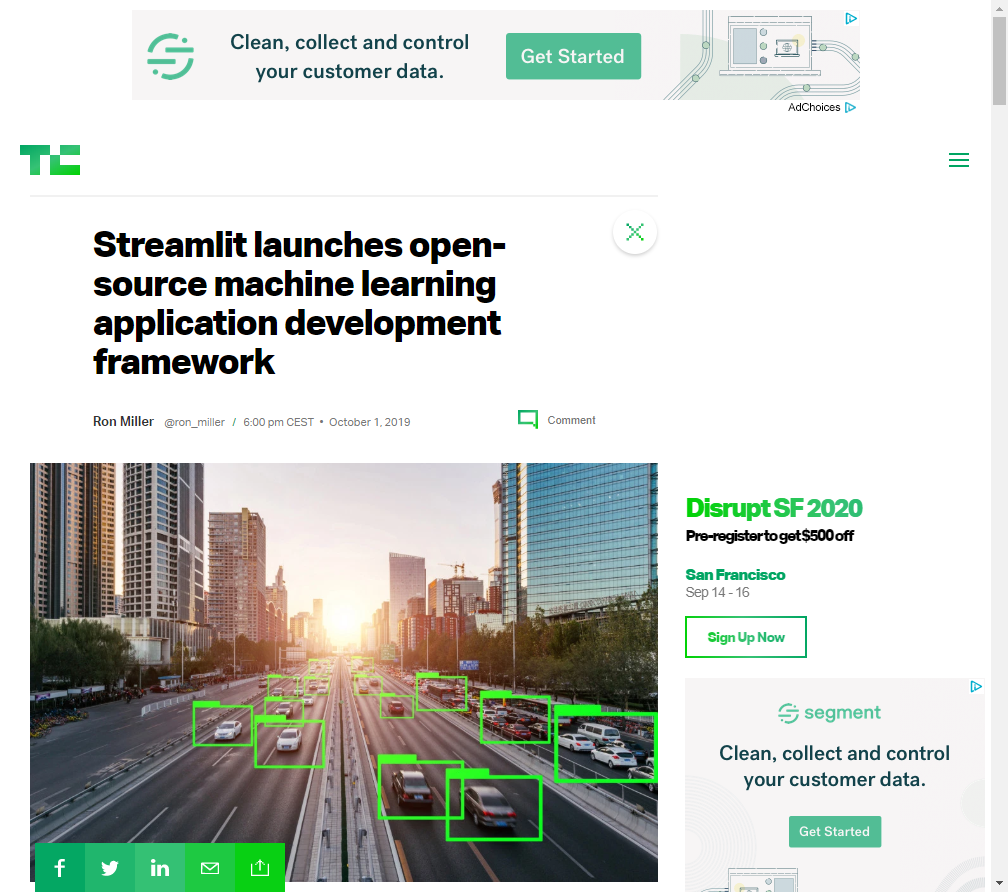 Clean, collect and control
your customer data.
Get Started
AdChoices
TC
Streamlit launches open-
source machine learning
application development
framework
Ron Miller @ron_miller / 6:00 pm CEST • October 1, 2019
Comment
Disrupt SF 2020
Pre-register to get $500 off
San Francisco
Sep 14 - 16
Sign Up Now
segment
Clean, collect and control
your customer data.
Get Started